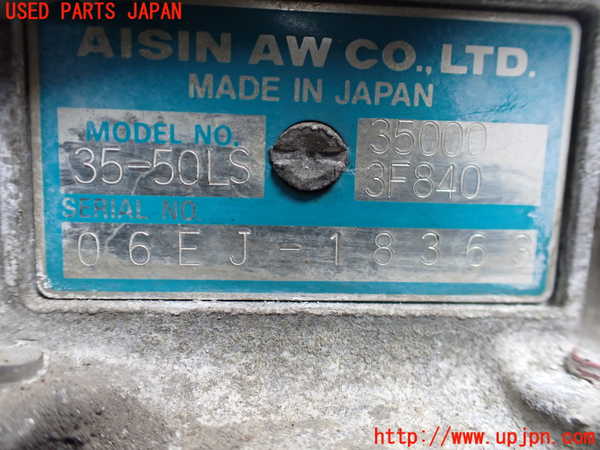 USED PARTS JAPAN
AISIN AW CO., LTD.
MADE IN JAPAN
MODEL NO.
35-50LS
35000
3F840
SERIAL NO.
06EJ-18363
http://www.upjpn.com